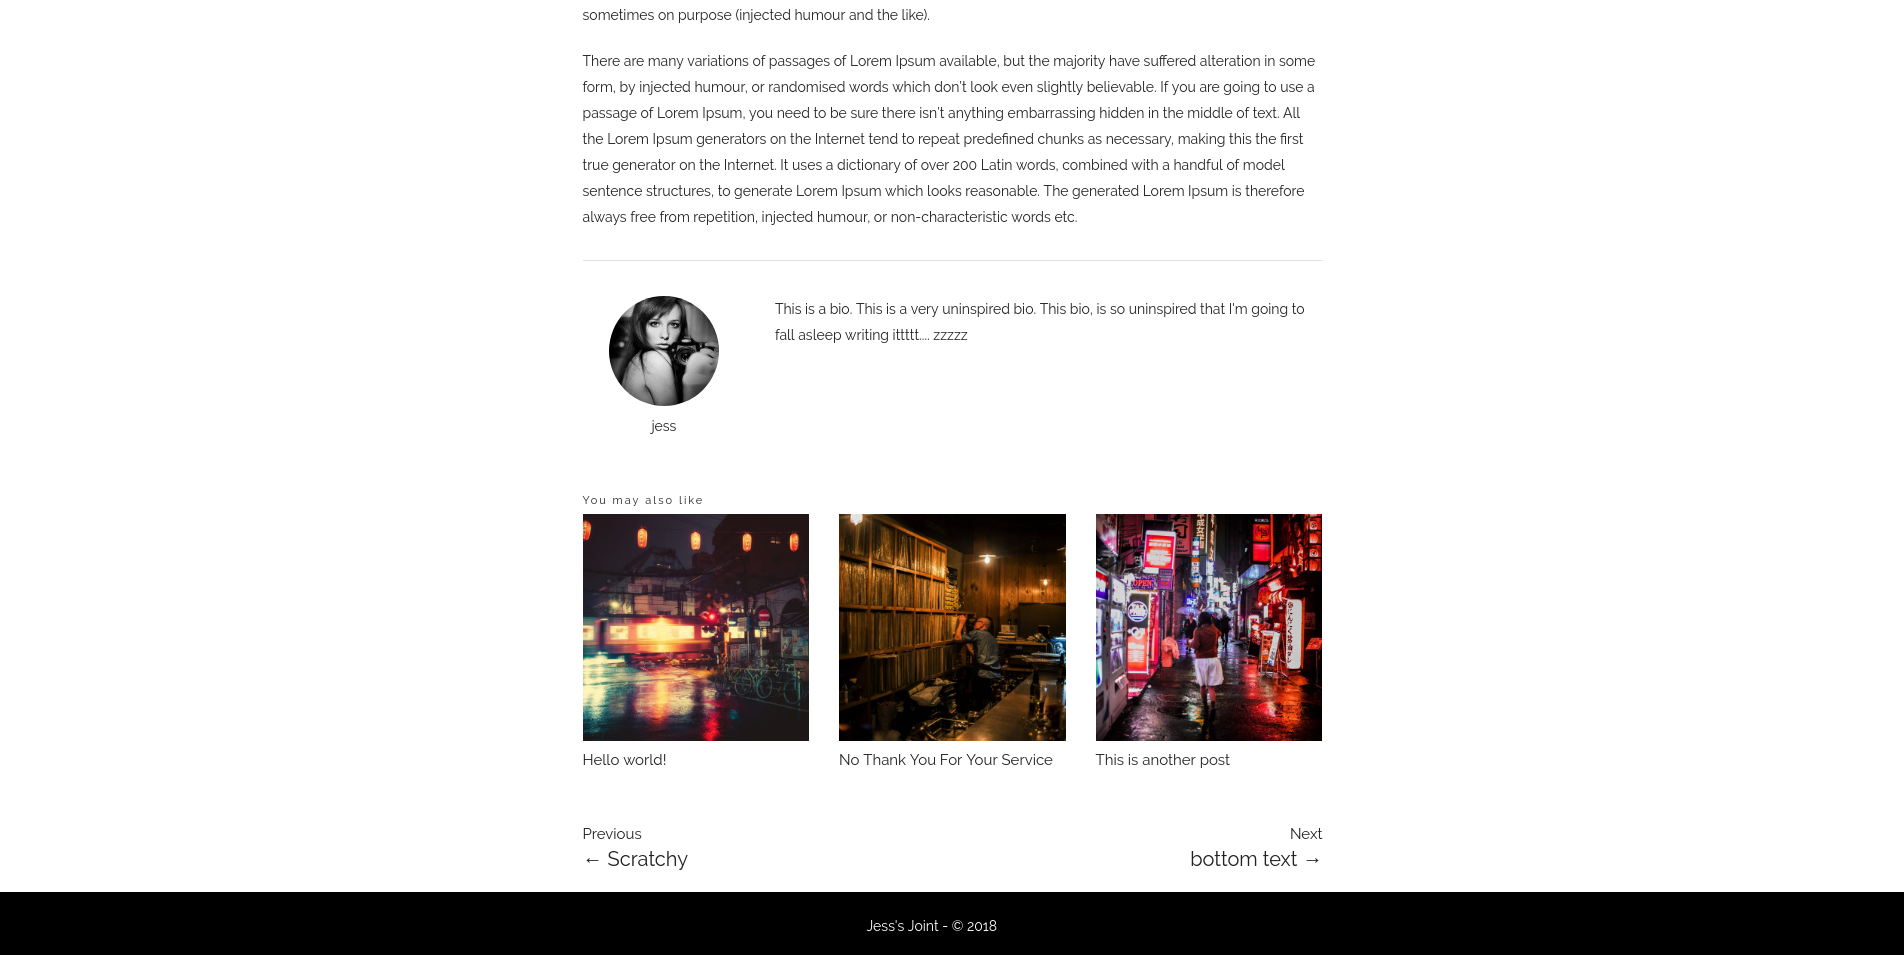 sometimes on purpose (injected humour and the like).
There are many variations of passages of Lorem Ipsum available, but the majority have suffered alteration in some
form, by injected humour, or randomised words which don't look even slightly believable. If you are going to use a
passage of Lorem Ipsum, you need to be sure there isn't anything embarrassing hidden in the middle of text. All
the Lorem Ipsum generators on the Internet tend to repeat predefined chunks as necessary, making this the first
true generator on the Internet. It uses a dictionary of over 200 Latin words, combined with a handful of model
sentence structures, to generate Lorem Ipsum which looks reasonable. The generated Lorem Ipsum is therefore
always free from repetition, injected humour, or non-characteristic words etc.
This is a bio. This is a very uninspired bio. This bio, is so uninspired that I'm going to
fall asleep writing ittttt.... zzzzz
jess
You may also like
OPEN
Hello world!
No Thank You For Your Service
This is another post
Previous
← Scratchy
Next
bottom text →
Jess's Joint - © 2018